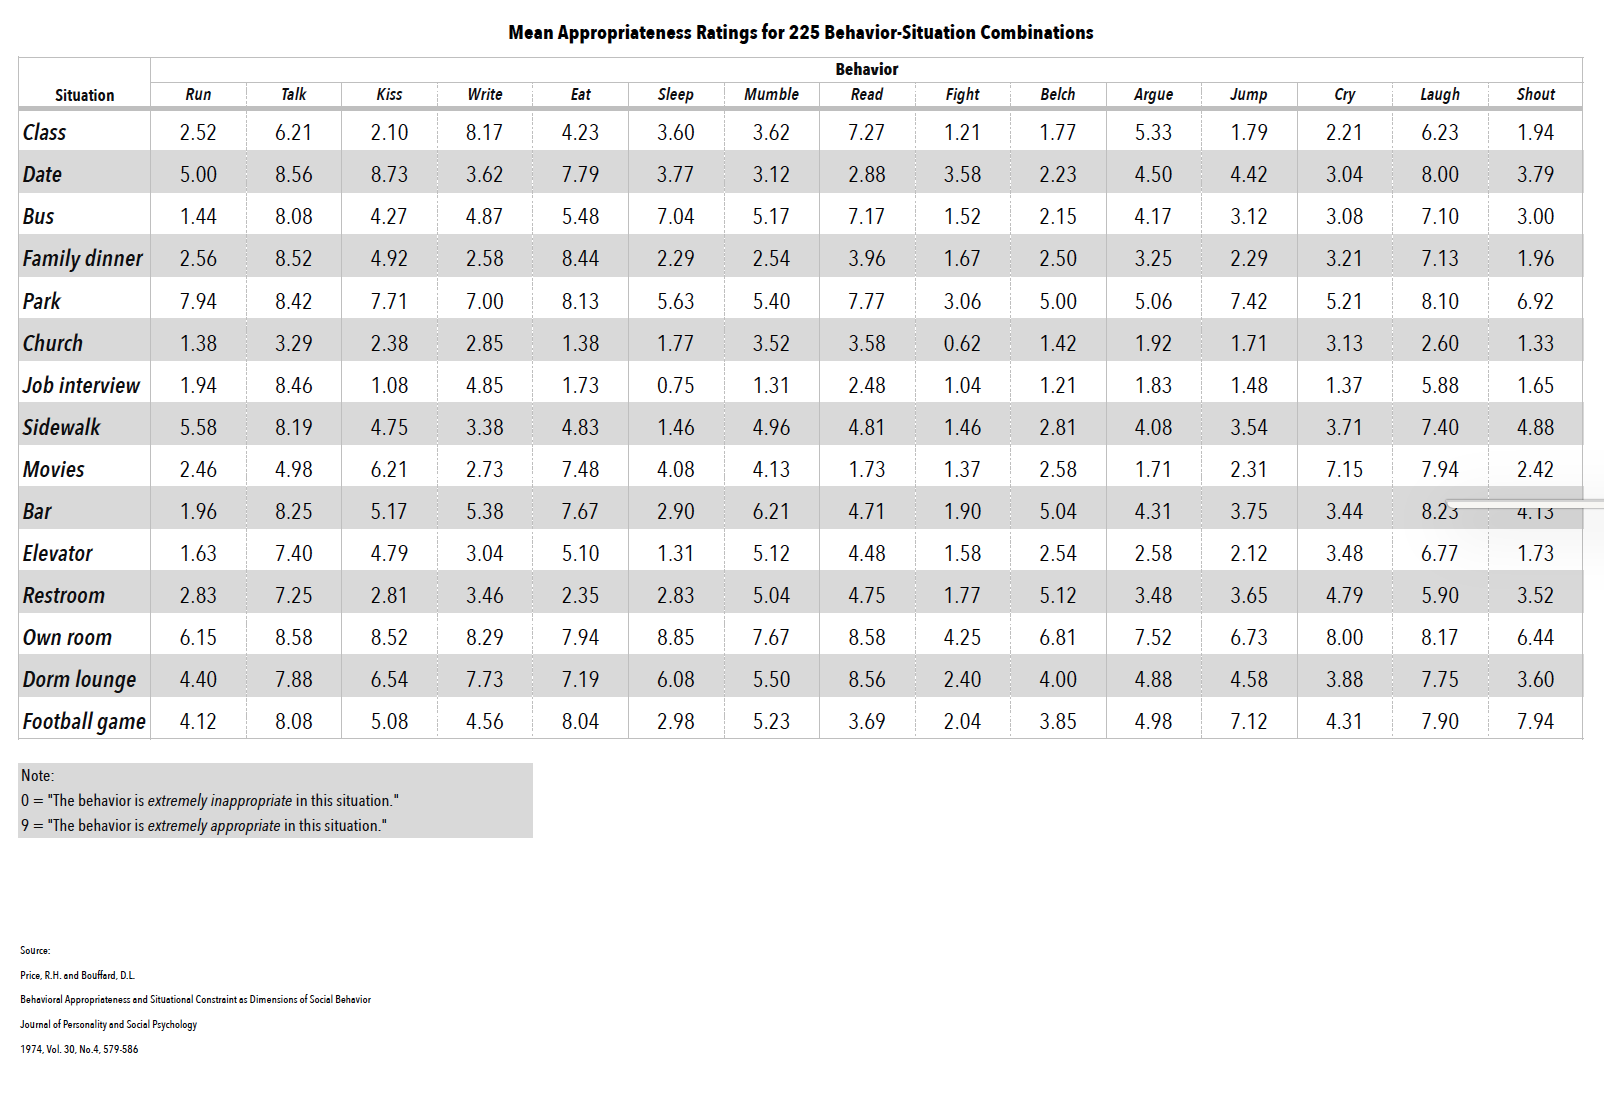 Mean Appropriateness Ratings for 225 Behavior-Situation Combinations
Behavior
Situation Run Talk Kiss Write Eat Sleep Mumble Read Fight Belch Argue Jump Cry Laugh Shout
Class 2.52 6.21 2.10 8.17 4.23 3.60 3.62 7.27 1.21 1.77 5.33 1.79 2.21 6.23 1.94
Date 5.00 8.56 8.73 3.62 7.79 3.77 3.12 2.88 3.58 2.23 4.50 4.42 3.04 8.00 3.79
Bus 1.44 8.08 4.27 4.87 5.48 7.04 5.17 7.17 1.52 2.15 4.17 3.12 3.08 7.10 3.00
Family dinner 2.56 8.52 4.92 2.58 8.44 2.29 2.54 3.96 1.67 2.50 3.25 2.29 3.21 7.13 1.96
Park 7.94 8.42 7.71 7.00 8.13 5.63 5.40 7.77 3.06 5.00 5.06 7.42 5.21 8.10 6.92
Church 1.38 3.29 2.38 2.85 1.38 1.77 3.52 3.58 0.62 1.42 1.92 1.71 3.13 2.60 1.33
Job interview 1.94 8.46 1.08 4.85 1.73 0.75 1.31 2.48 1.04 1.21 1.83 1.48 1.37 5.88 1.65
Sidewalk 5.58 8.19 4.75 3.38 4.83 1.46 4.96 4.81 1.46 2.81 4.08 3.54 3.71 7.40 4.88
Movies 2.46 4.98 6.21 2.73 7.48 4.08 4.13 1.73 1.37 2.58 1.71 2.31 7.15 7.94 2.42
Bar 1.96 8.25 5.17 5.38 7.67 2.90 6.21 4.71 1.90 5.04 4.31 3.75 3.44 8.23 4.13
Elevator 1.63 7.40 4.79 3.04 5.10 1.31 5.12 4.48 1.58 2.54 2.58 2.12 3.48 6.77 1.73
Restroom 2.83 7.25 2.81 3.46 2.35 2.83 5.04 4.75 1.77 5.12 3.48 3.65 4.79 5.90 3.52
Own room 6.15 8.58 8.52 8.29 7.94 8.85 7.67 8.58 4.25 6.81 7.52 6.73 8.00 8.17 6.44
Dorm lounge 4.40 7.88 6.54 7.73 7.19 6.08 5.50 8.56 2.40 4.00 4.88 4.58 3.88 7.75 3.60
Football game 4.12 8.08 5.08 4.56 8.04 2.98 5.23 3.69 2.04 3.85 4.98 7.12 4.31 7.90 7.94
Note:
0 = "The behavior is extremely inappropriate in this situation."
9 = "The behavior is extremely appropriate in this situation."
Source:
Price, R.H. and Bouffard, D.L.
Behavioral Appropriateness and Situational Constraint as Dimensions of Social Behavior
Journal of Personality and Social Psychology
1974, Vol. 30, No.4, 579-586